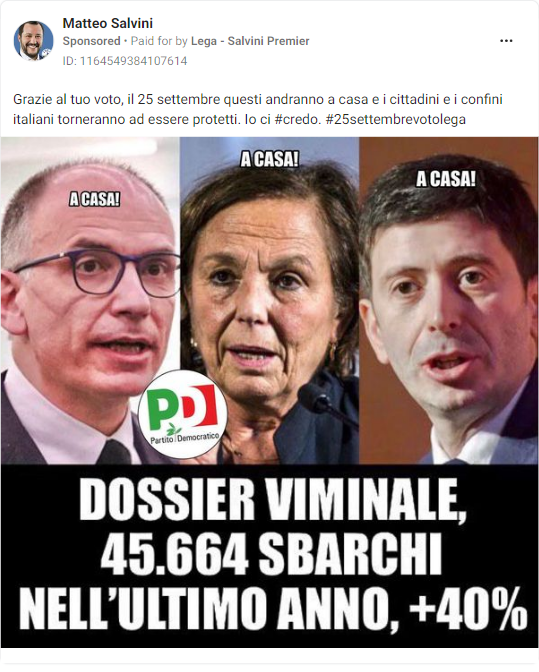 Matteo Salvini
Sponsored • Paid for by Lega - Salvini Premier
ID: 1164549384107614
Grazie al tuo voto, il 25 settembre questi andranno a casa e i cittadini e i confini
italiani torneranno ad essere protetti. Io ci #credo. #25settembrevotolega
A CASA!
A CASA!
A CASA!
PD
Partito Democratico
DOSSIER VIMINALE,
45.664 SBARCHI
NELL'ULTIMO ANNO, +40%